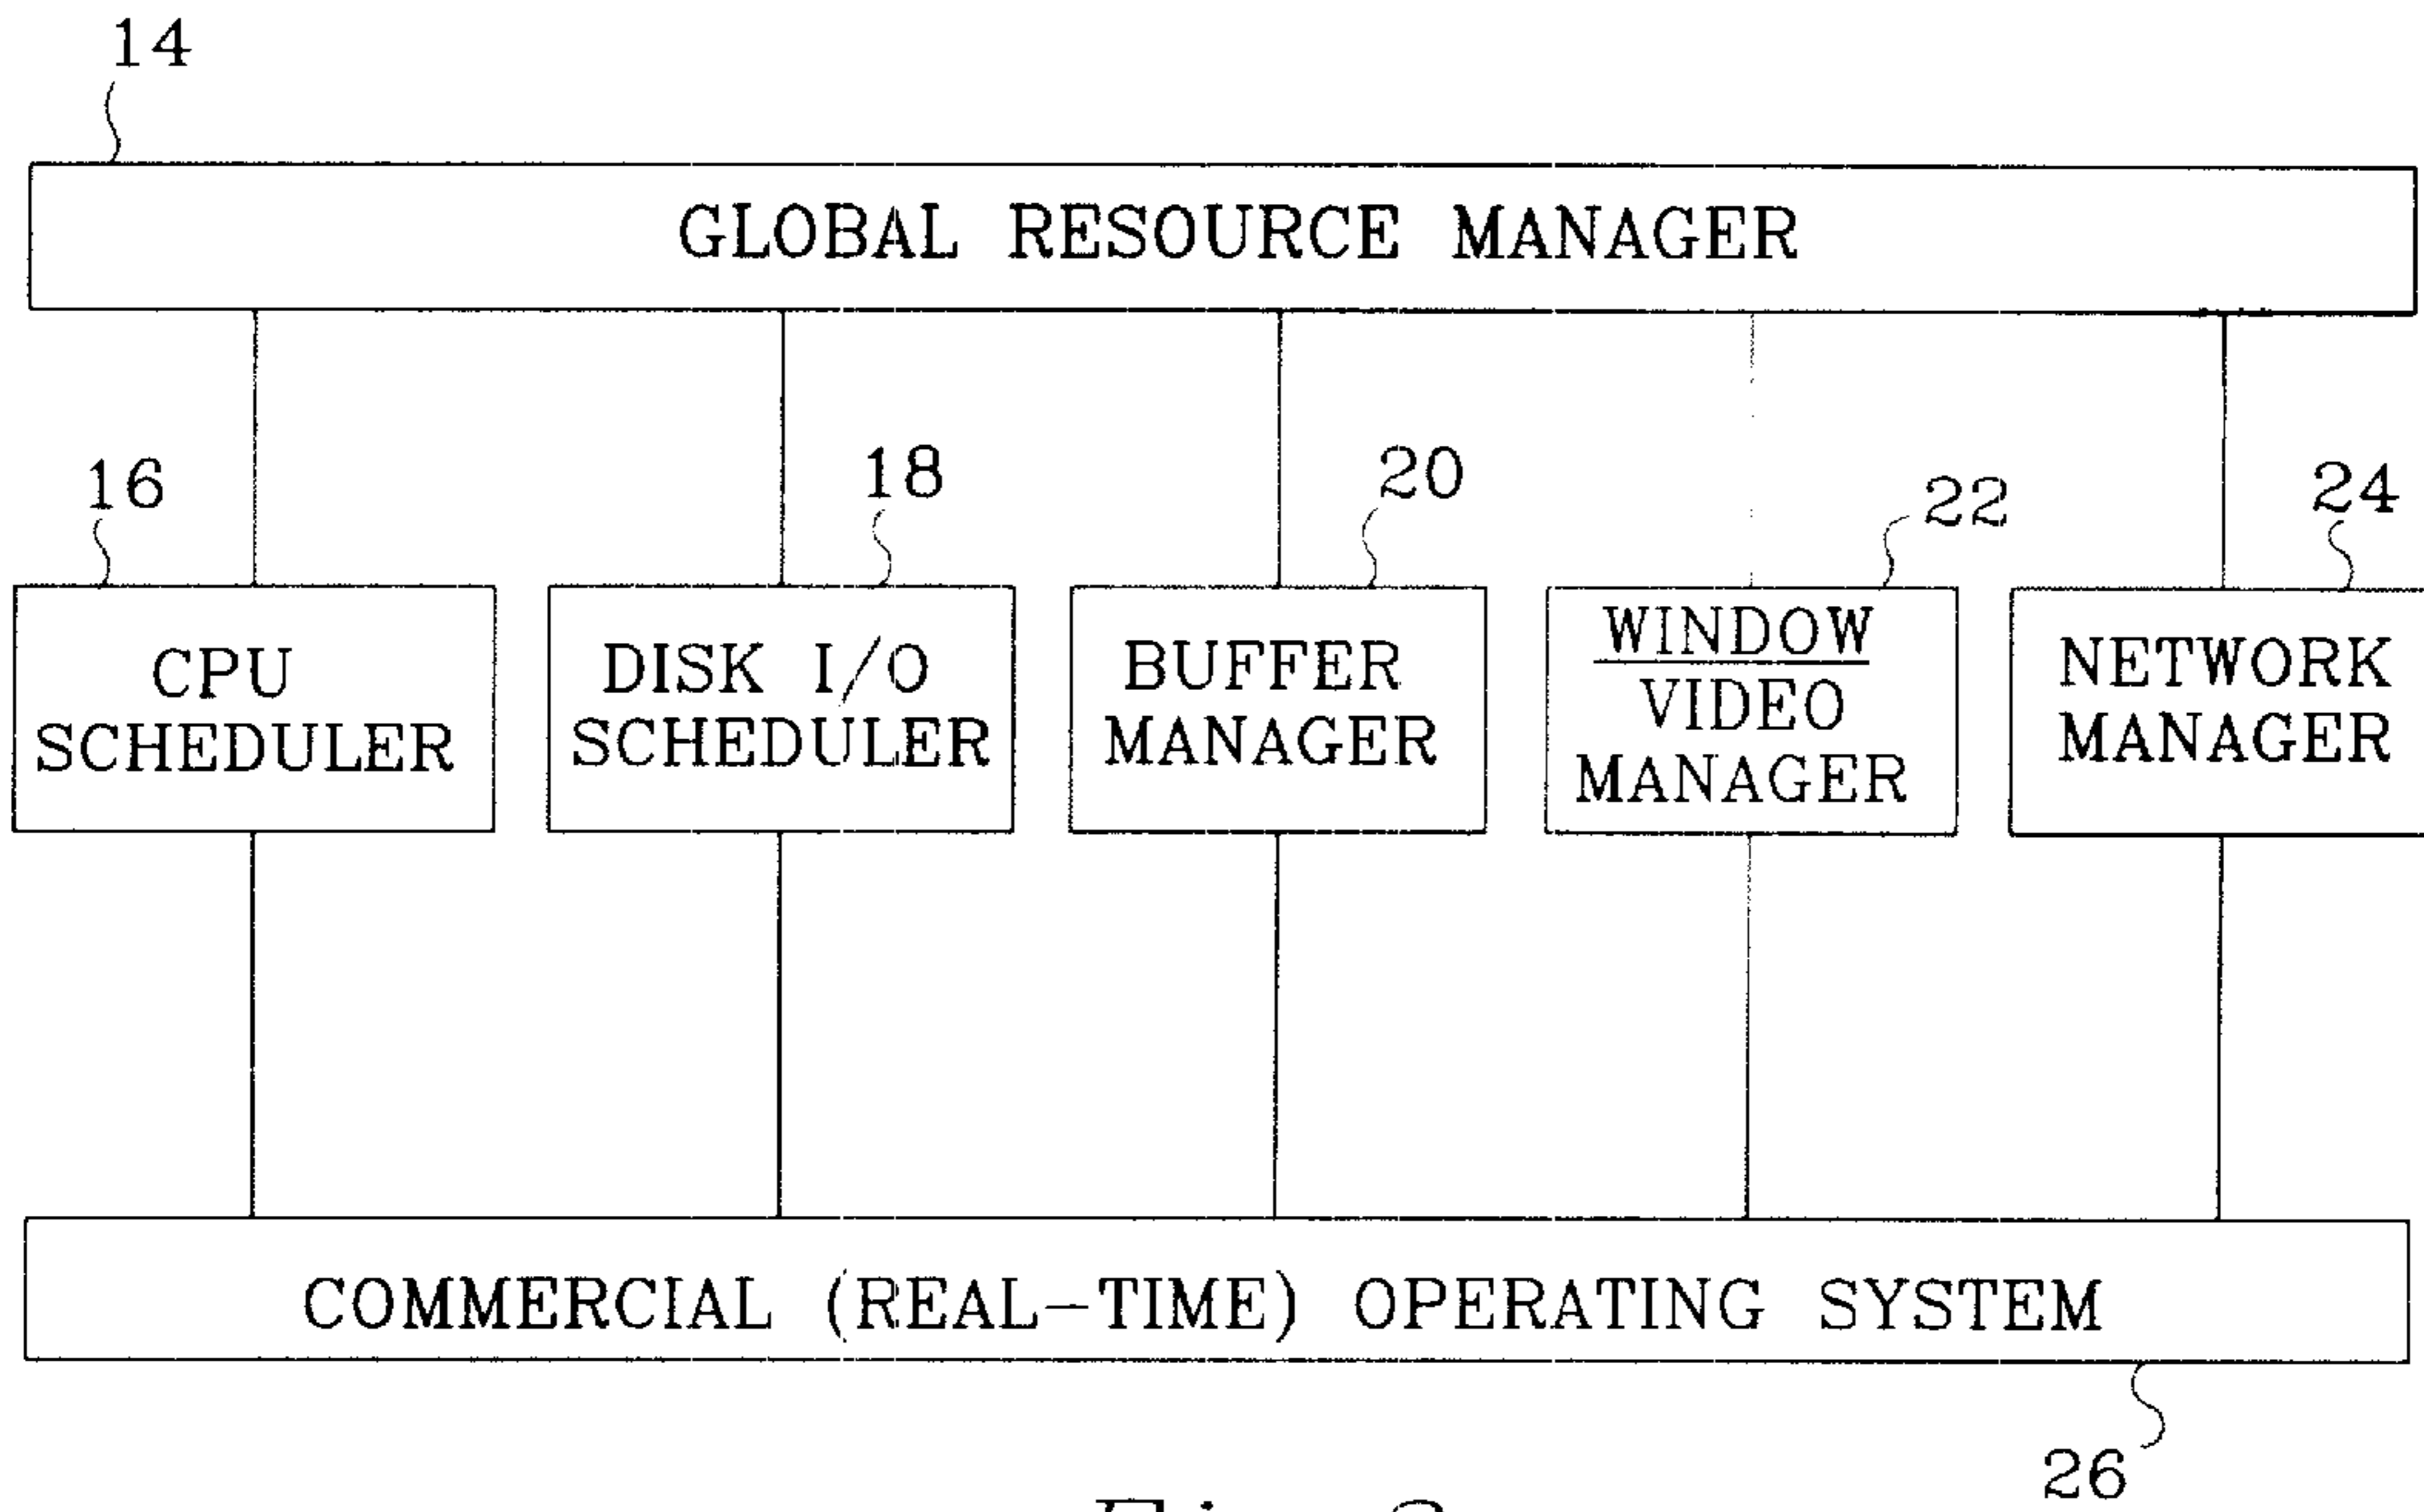 14
GLOBAL RESOURCE MANAGER
16
18
20
22
24
CPU
SCHEDULER
DISK I/O
SCHEDULER
BUFFER
MANAGER
WINDOW
VIDEO
MANAGER
NETWORK
MANAGER
COMMERCIAL (REAL-TIME) OPERATING SYSTEM
26